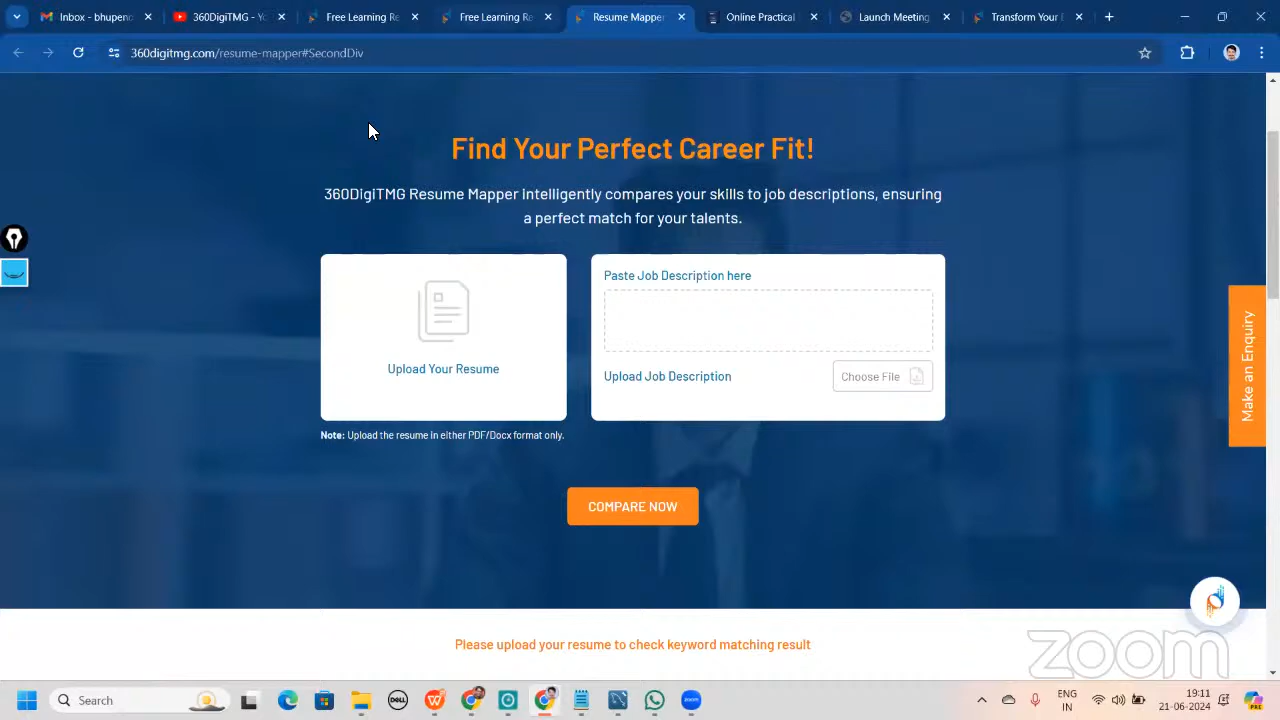 Inbox - bhupen
360DigiTMG - Yo
Free Learning Re
Free Learning Re
Resume Mapper
Online Practical
Launch Meeting
Transform Your
360digitmg.com/resume-mapper#SecondDiv
Find Your Perfect Career Fit!
360DigiTMG Resume Mapper Intelligently compares your skills to job descriptions, ensuring
a perfect match for your talents.
Upload Your Resume
Paste Job Description here
Upload Job Description
Choose File
Note: Upload the resume in either PDF/Docx format only.
COMPARE NOW
Make an Enquiry
Please upload your resume to check keyword matching result
zoom
Search
DELL
zoom
ENG
IN
19:11
21-06-2024
PRE